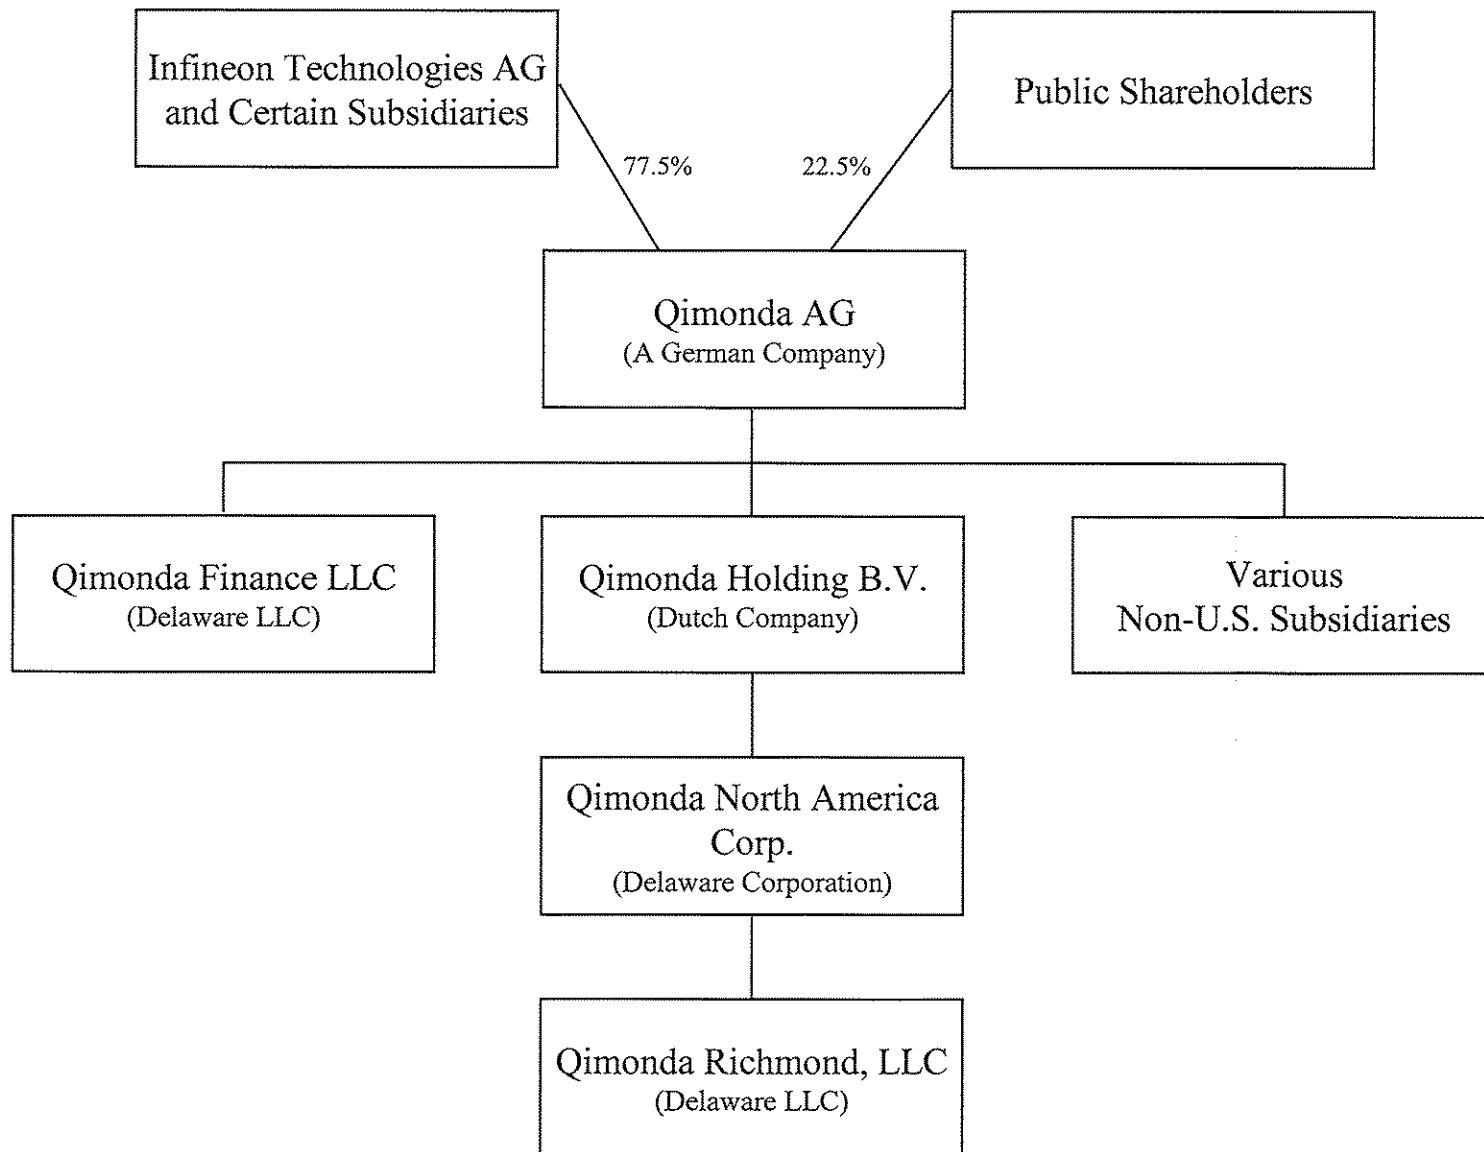 Infineon Technologies AG
and Certain Subsidiaries
Public Shareholders
77.5%
22.5%
Qimonda AG
(A German Company)
Qimonda Finance LLC
(Delaware LLC)
Qimonda Holding B.V.
(Dutch Company)
Various
Non-U.S. Subsidiaries
Qimonda North America
Corp.
(Delaware Corporation)
Qimonda Richmond, LLC
(Delaware LLC)